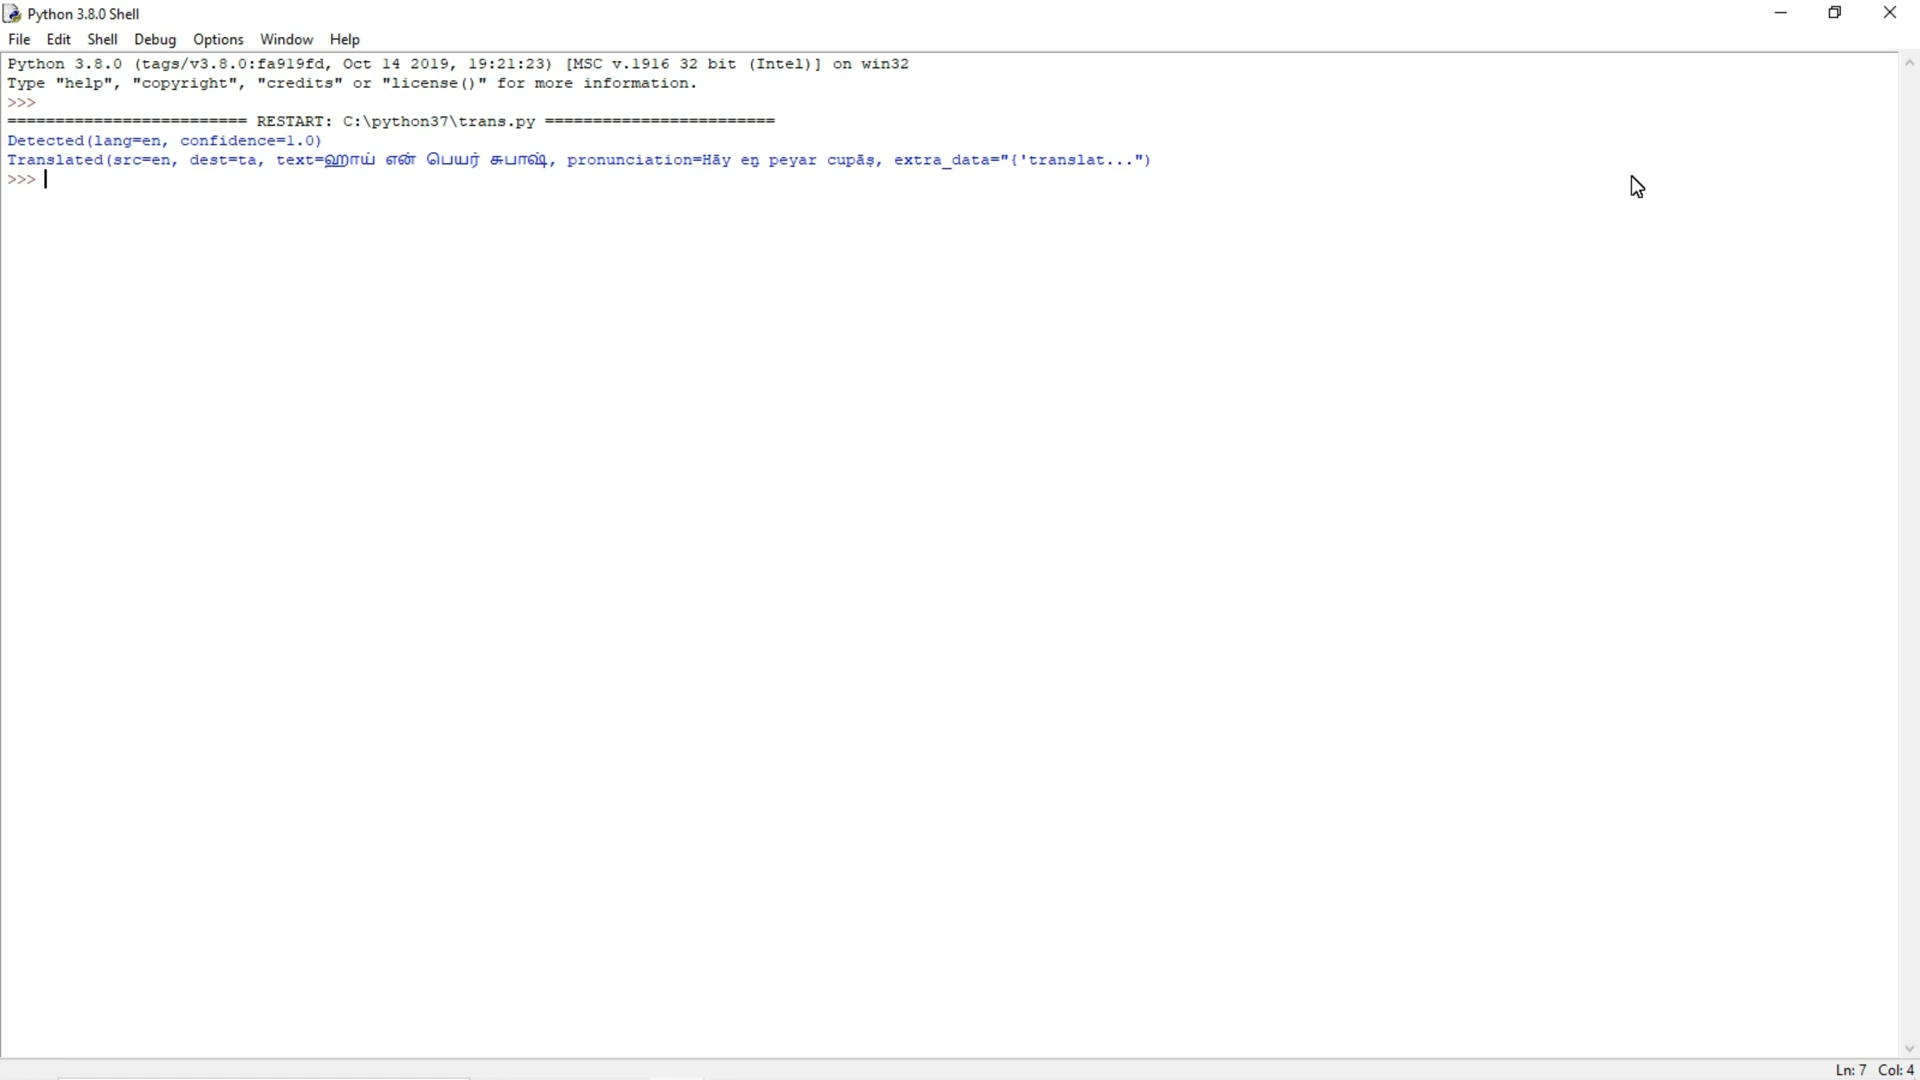 Python 3.8.0 Shell
File Edit Shell Debug Options Window Help
Python 3.8.0 (tags/v3.8.0:fa919fd, Oct 14 2019, 19:21:23) [MSC v.1916 32 bit (Intel)] on win32
Type "help", "copyright", "credits" or "license()" for more information.
>>>
========================= RESTART: C:\python37\trans.py ========================
Detected(lang=en, confidence=1.0)
Translated(src=en, dest=ta, text=ஹாய் என் பெயர் சுபாஷ், pronunciation=Hāy eṉ peyar cupāṣ, extra_data="{'translat...")
>>>
Ln: 7 Col: 4